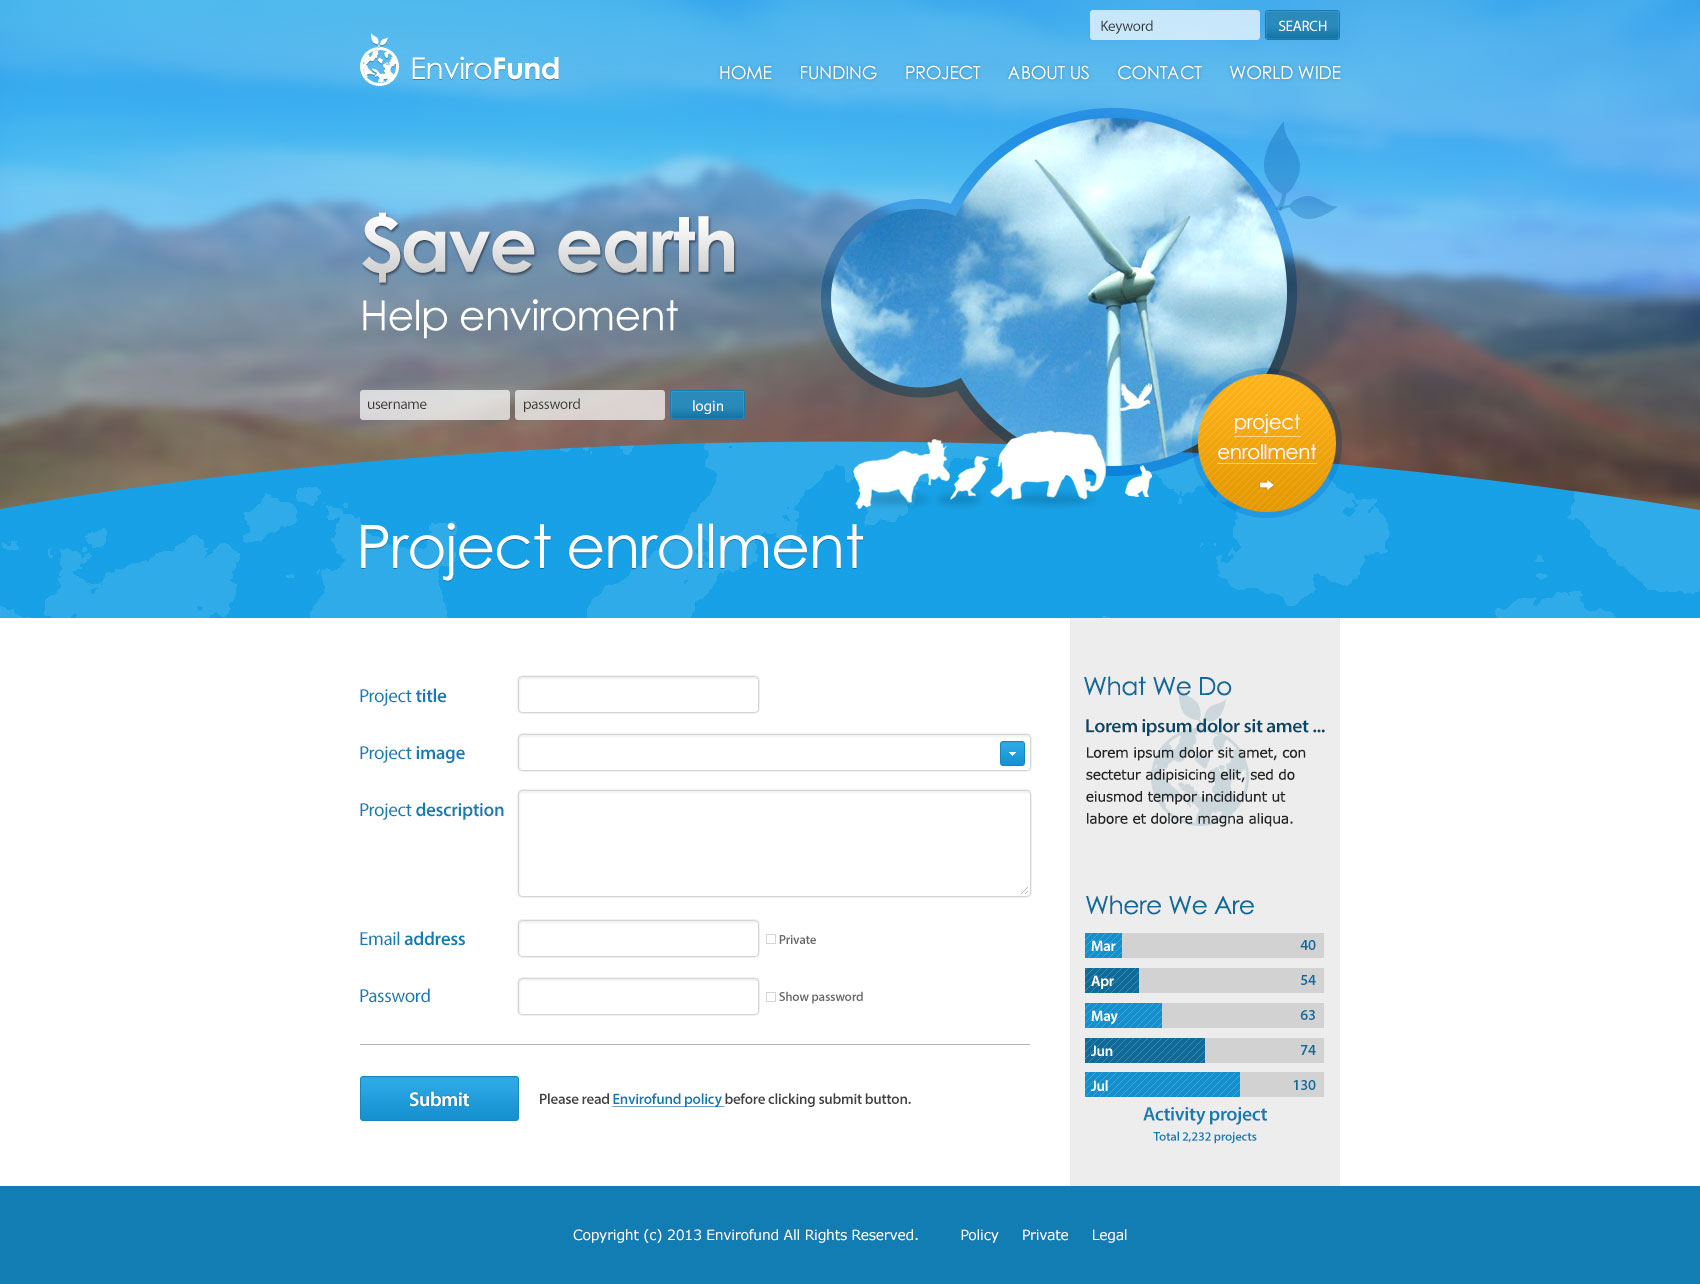 Keyword
SEARCH
EnviroFund
HOME FUNDING PROJECT ABOUT US CONTACT WORLD WIDE
$ave earth
Help enviroment
username
password
login
project
enrollment
Project enrollment
Project title
Project image
Project description
Email address
Private
Password
Show password
Submit
Please read Envirofund policy before clicking submit button.
What We Do
Lorem ipsum dolor sit amet ...
Lorem ipsum dolor sit amet, con
sectetur adipisicing elit, sed do
eiusmod tempor incididunt ut
labore et dolore magna aliqua.
Where We Are
Mar 40
Apr 54
May 63
Jun 74
Jul 130
Activity project
Total 2,232 projects
Copyright (c) 2013 Envirofund All Rights Reserved. Policy Private Legal